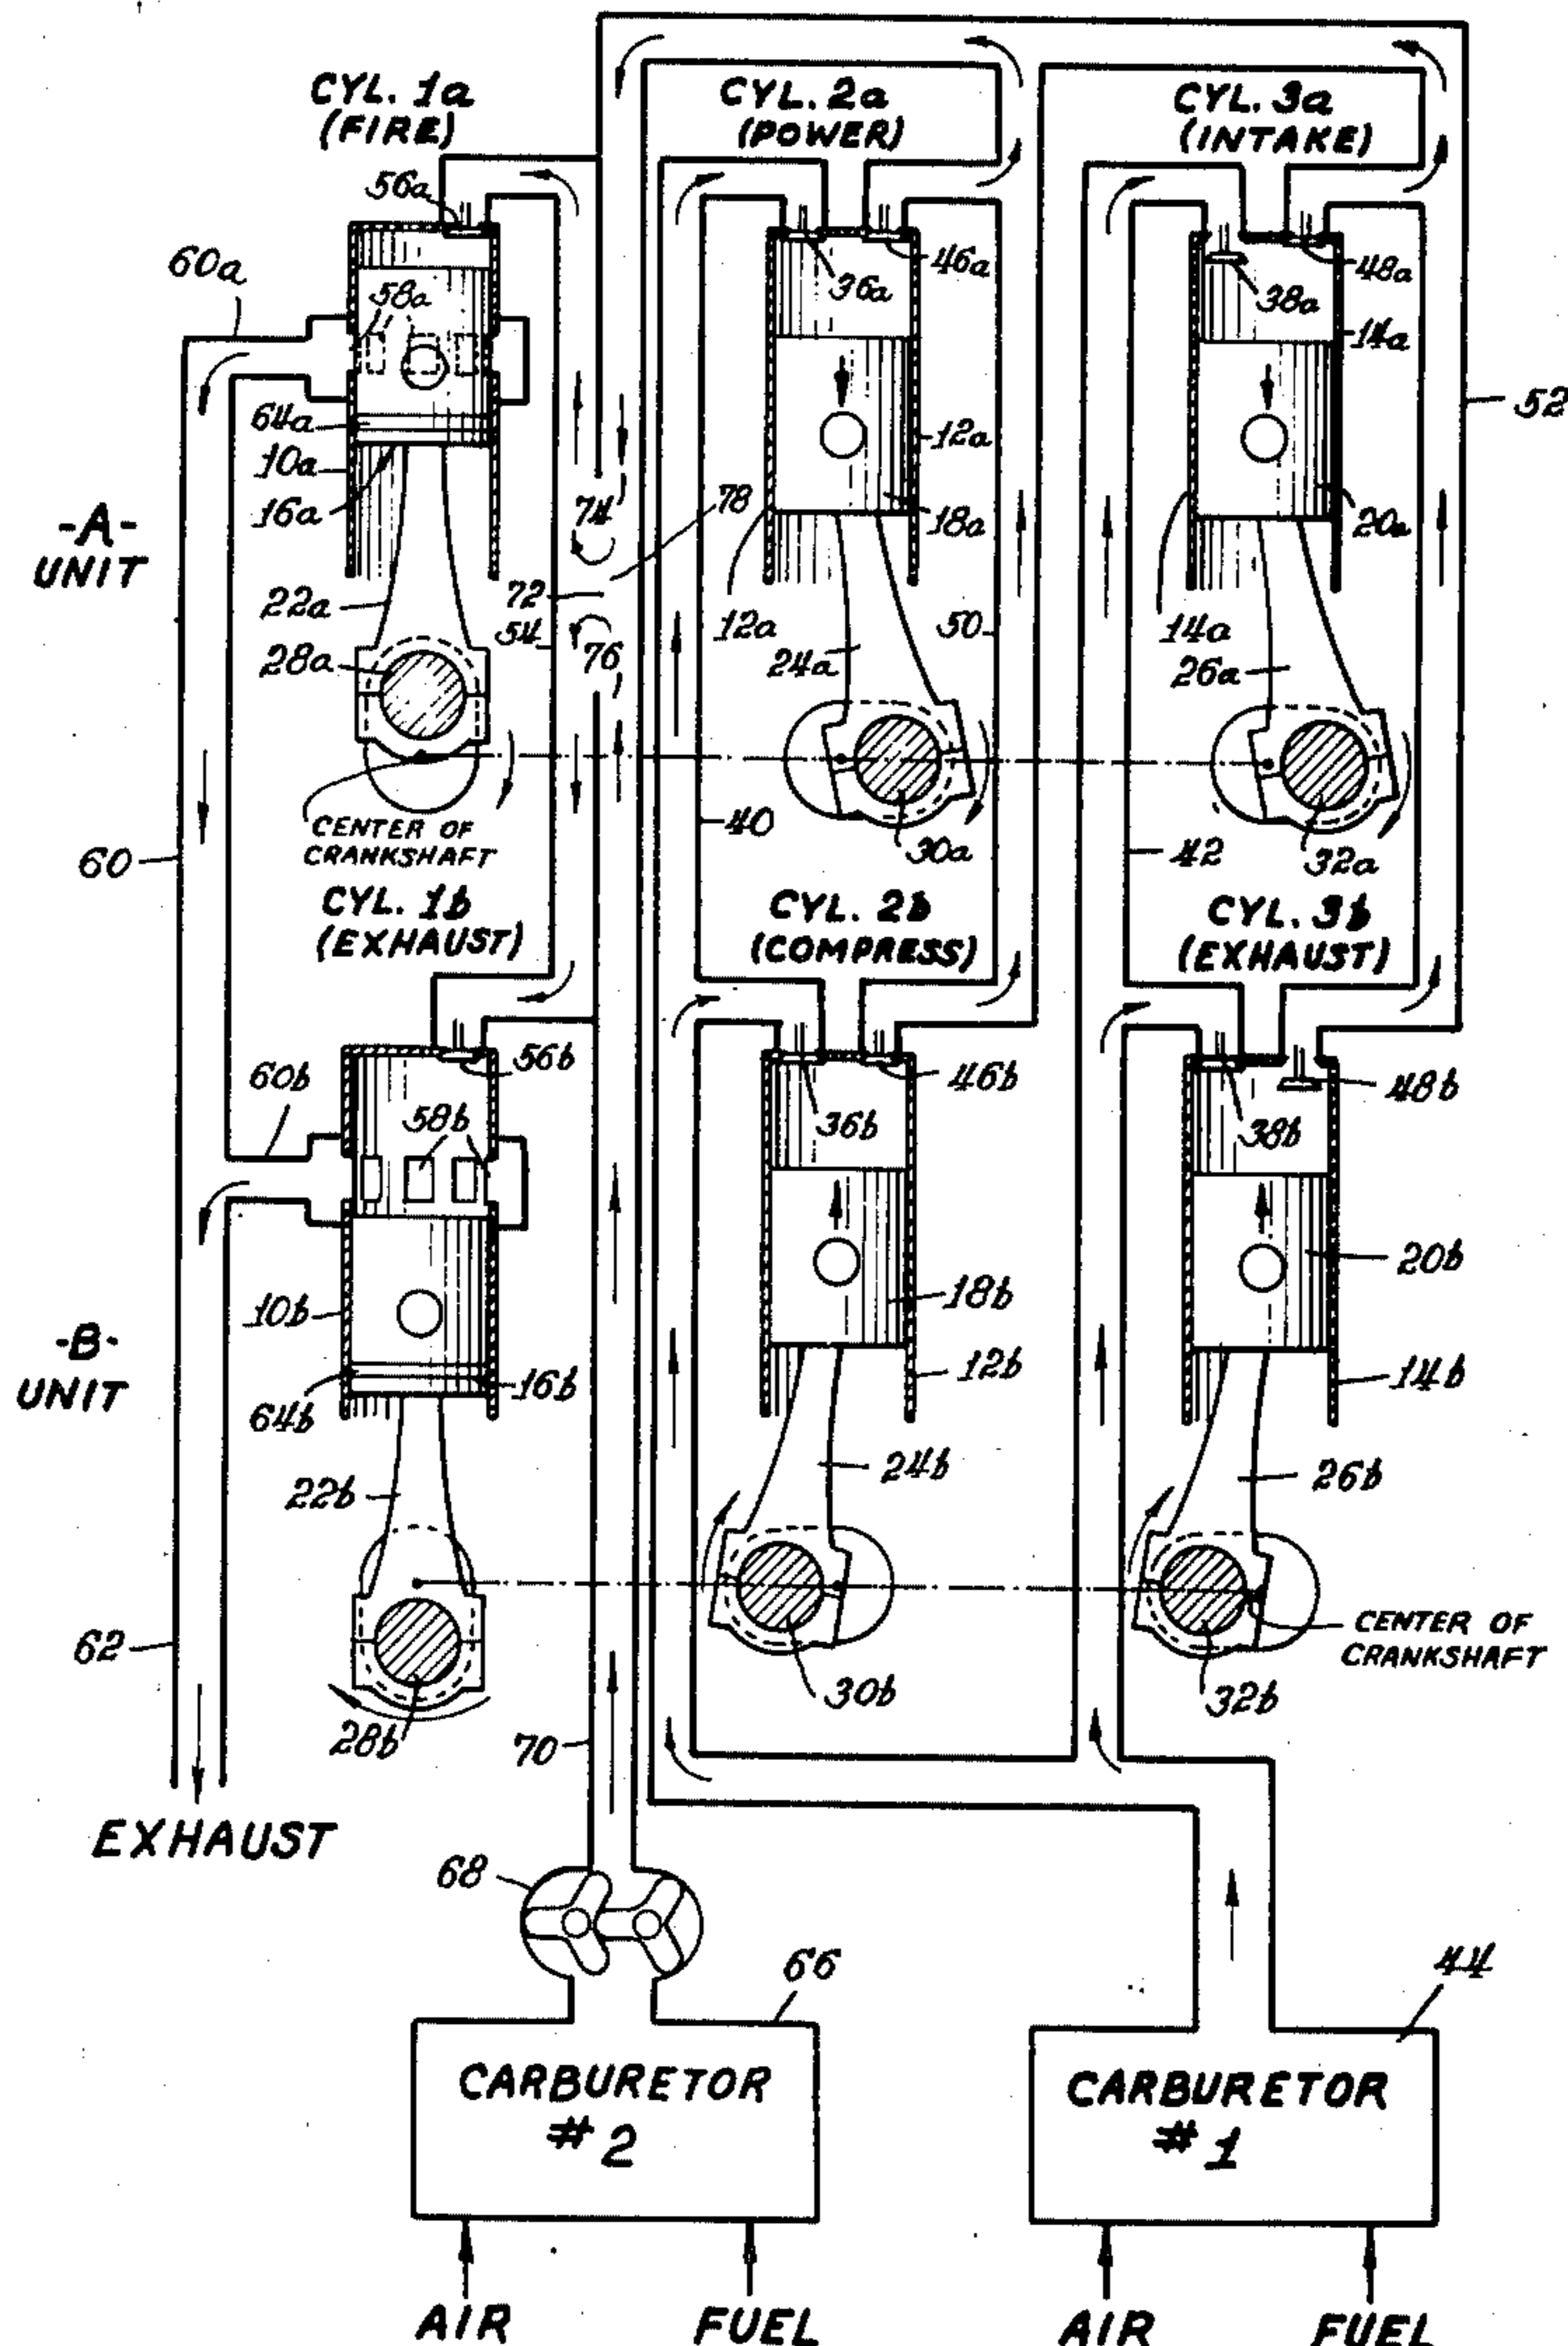 CYL. 1a
(FIRE)
CYL. 2a
(POWER)
CYL. 3a
(INTAKE)
56a
60a
58a
36a
46a
38a
48a
14a
52
64a
10a
16a
12a
74
78
18a
20a
-A-
UNIT
22a
72
54
12a
50
14a
28a
76
24a
26a
CENTER OF
CRANKSHAFT
40
30a
42
32a
60
CYL. 1b
(EXHAUST)
CYL. 2b
(COMPRESS)
CYL. 3b
(EXHAUST)
60b
56b
46b
48b
58b
36b
38b
10b
18b
20b
-B-
UNIT
64b
16b
12b
14b
22b
24b
26b
62
CENTER OF
CRANKSHAFT
28b
70
30b
32b
EXHAUST
68
66
44
CARBURETOR
# 2
CARBURETOR
# 1
AIR
FUEL
AIR
FUEL